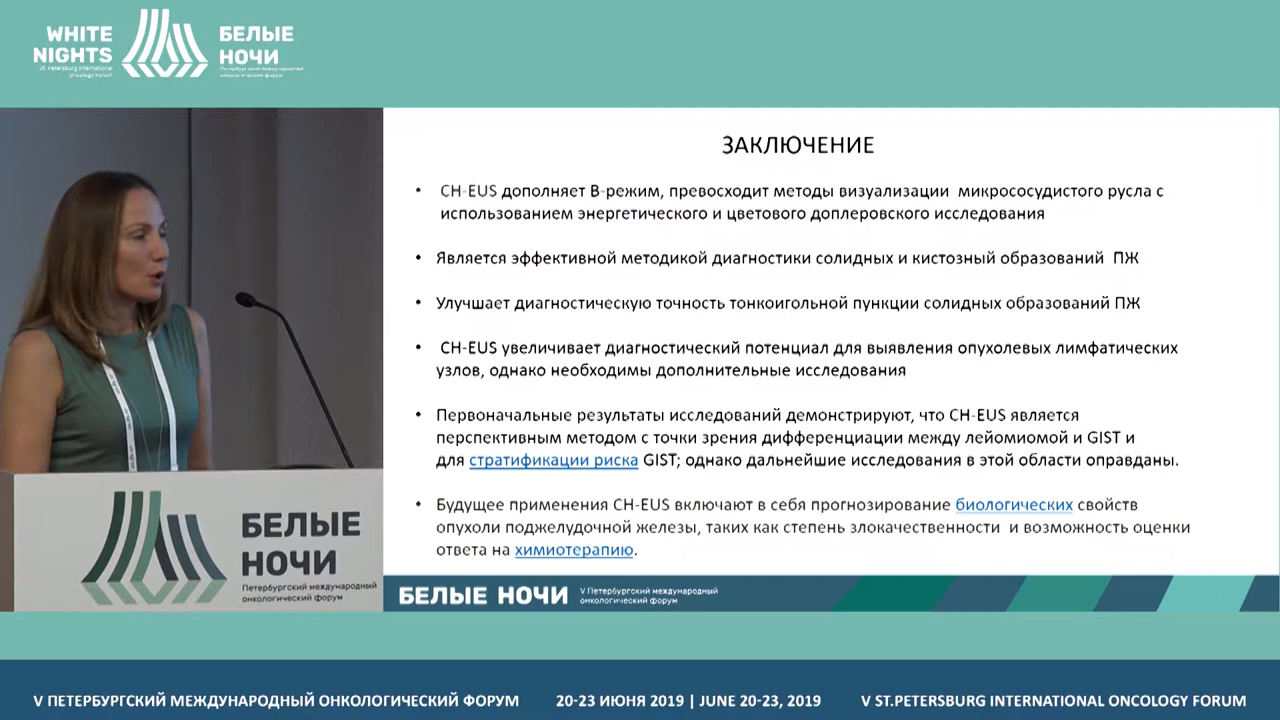 WHITE
NIGHTS
St. Petersburg International
Oncology Forum
БЕЛЫЕ
НОЧИ
Петербургский международный
онкологический форум
ЗАКЛЮЧЕНИЕ
• CH-EUS дополняет В-режим, превосходит методы визуализации микрососудистого русла с
использованием энергетического и цветового доплеровского исследования
• Является эффективной методикой диагностики солидных и кистозный образований ПЖ
• Улучшает диагностическую точность тонкоигольной пункции солидных образований ПЖ
• CH-EUS увеличивает диагностический потенциал для выявления опухолевых лимфатических
узлов, однако необходимы дополнительные исследования
• Первоначальные результаты исследований демонстрируют, что CH-EUS является
перспективным методом с точки зрения дифференциации между лейомиомой и GIST и
для стратификации риска GIST; однако дальнейшие исследования в этой области оправданы.
• Будущее применения CH-EUS включают в себя прогнозирование биологических свойств
опухоли поджелудочной железы, таких как степень злокачественности и возможность оценки
ответа на химиотерапию.
БЕЛЫЕ
НОЧИ
Петербургский международный
онкологический форум
БЕЛЫЕ НОЧИ
V Петербургский международный
онкологический форум
V ПЕТЕРБУРГСКИЙ МЕЖДУНАРОДНЫЙ ОНКОЛОГИЧЕСКИЙ ФОРУМ 20-23 ИЮНЯ 2019 | JUNE 20-23, 2019 V ST.PETERSBURG INTERNATIONAL ONCOLOGY FORUM